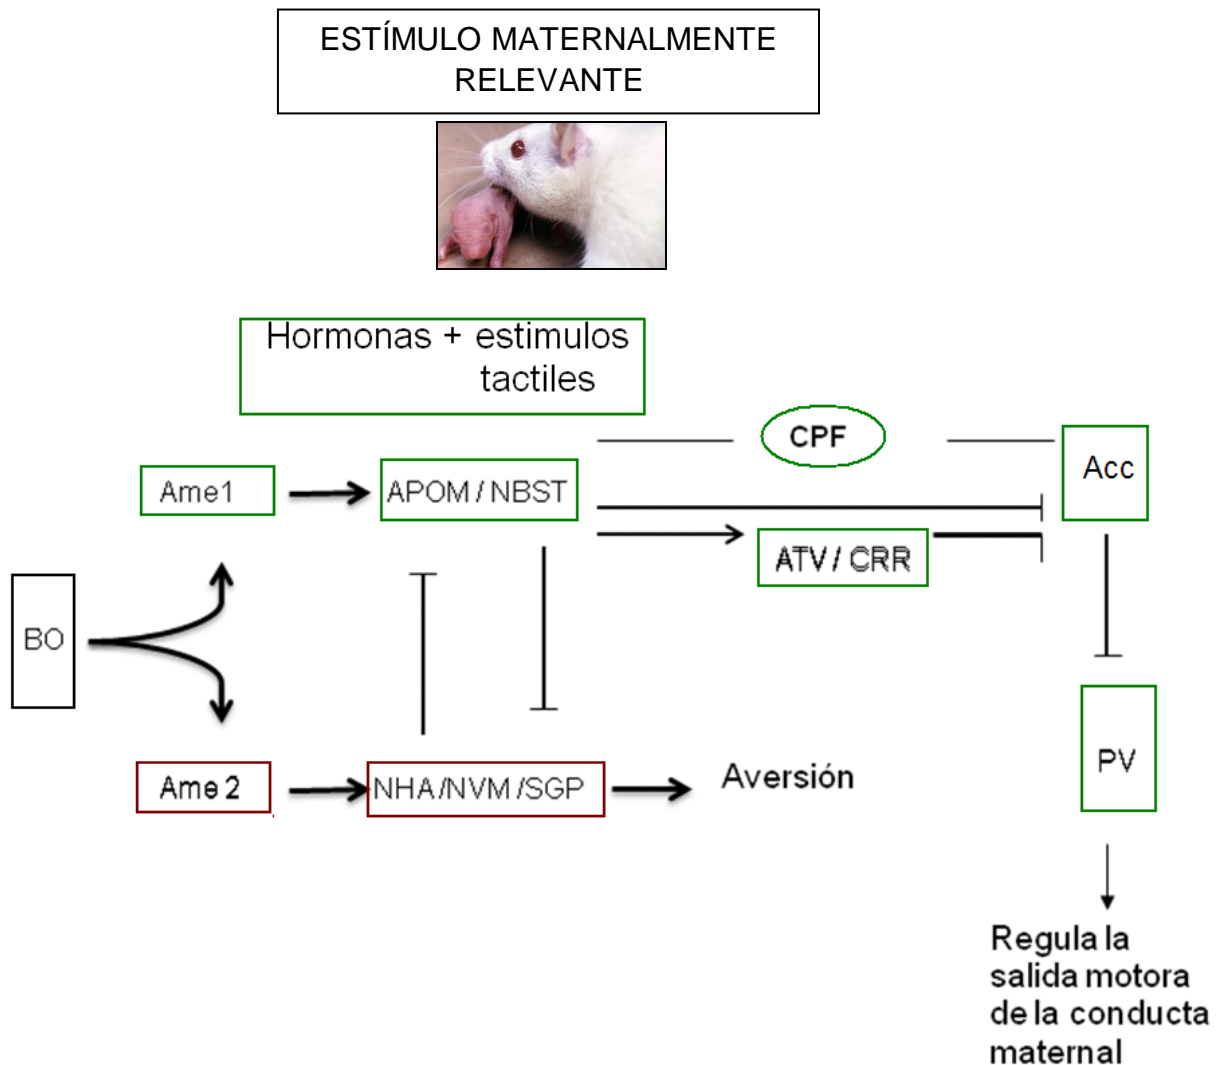 ESTÍMULO MATERNALMENTE
RELEVANTE
Hormonas + estimulos
tactiles
CPF
Acc
Ame1
APOM / NBST
ATV / CRR
BO
Ame 2
NHA/NVM/SGP
Aversión
PV
Regula la
salida motora
de la conducta
maternal